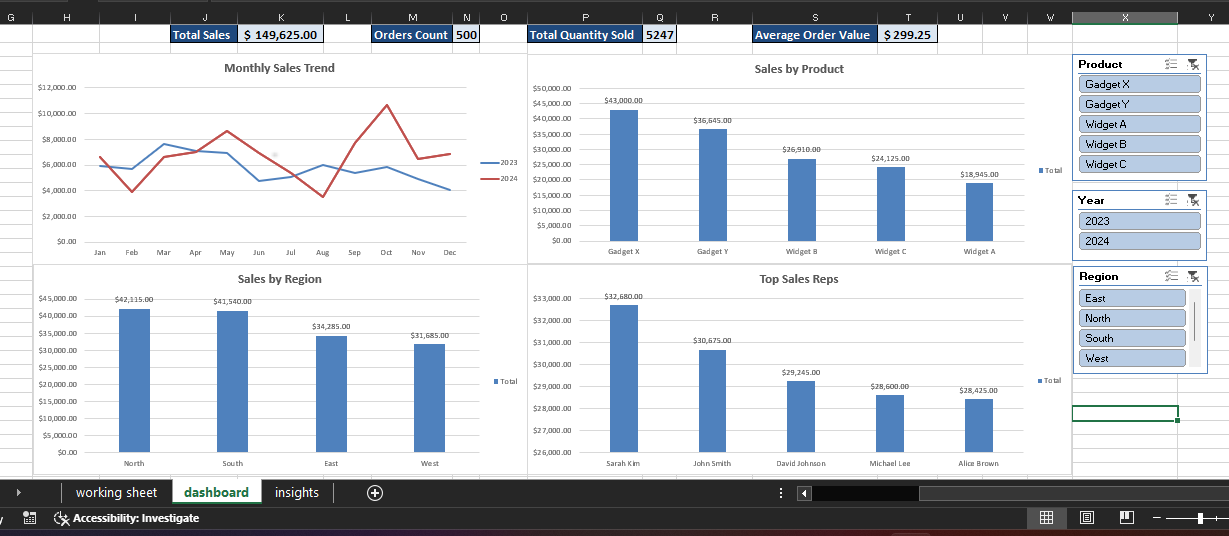 G H I J K L M N O P Q R S T U V W X Y
Total Sales $ 149,625.00 Orders Count 500 Total Quantity Sold 5247 Average Order Value $ 299.25
Monthly Sales Trend
$12,000.00
$10,000.00
$8,000.00
$6,000.00
$4,000.00
$2,000.00
$0.00
Jan Feb Mar Apr May Jun Jul Aug Sep Oct Nov Dec
2023
2024
Sales by Product
$50,000.00
$45,000.00
$40,000.00
$35,000.00
$30,000.00
$25,000.00
$20,000.00
$15,000.00
$10,000.00
$5,000.00
$0.00
$43,000.00
$36,645.00
$26,910.00
$24,125.00
$18,945.00
Gadget X Gadget Y Widget B Widget C Widget A
Total
Product
Gadget X
Gadget Y
Widget A
Widget B
Widget C
Year
2023
2024
Sales by Region
$45,000.00
$40,000.00
$35,000.00
$30,000.00
$25,000.00
$20,000.00
$15,000.00
$10,000.00
$5,000.00
$0.00
$42,115.00
$41,540.00
$34,285.00
$31,685.00
North South East West
Total
Top Sales Reps
$33,000.00
$32,000.00
$31,000.00
$30,000.00
$29,000.00
$28,000.00
$27,000.00
$26,000.00
$32,680.00
$30,675.00
$29,245.00
$28,600.00
$28,425.00
Sarah Kim John Smith David Johnson Michael Lee Alice Brown
Total
Region
East
North
South
West
working sheet dashboard insights
Accessibility: Investigate